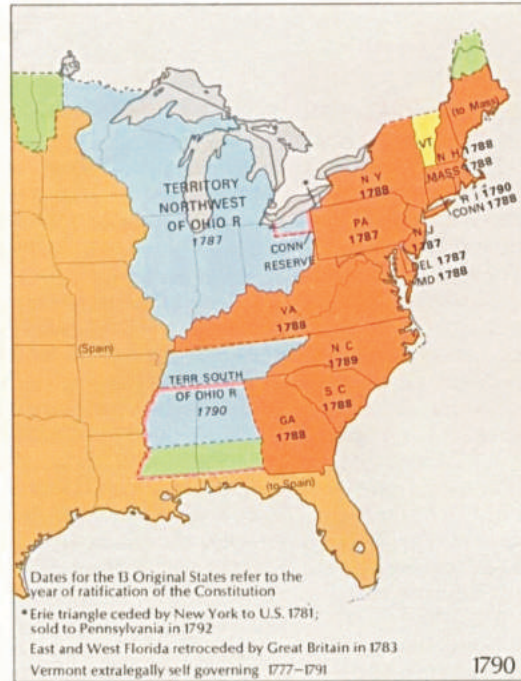 (to Mass)
VT
N H 1788
MASS 1788
N Y
1788
R I 1790
CONN 1788
TERRITORY
NORTHWEST
OF OHIO R
1787
PA
1787
N J
1787
CONN
RESERVE
DEL 1787
MD 1788
VA
1788
(Spain)
N C
1789
TERR SOUTH
OF OHIO R
1790
S C
1788
GA
1788
(to Spain)
Dates for the 13 Original States refer to the
year of ratification of the Constitution
*Erie triangle ceded by New York to U.S. 1781;
sold to Pennsylvania in 1792
East and West Florida retroceded by Great Britain in 1783
Vermont extralegally self governing 1777–1791
1790